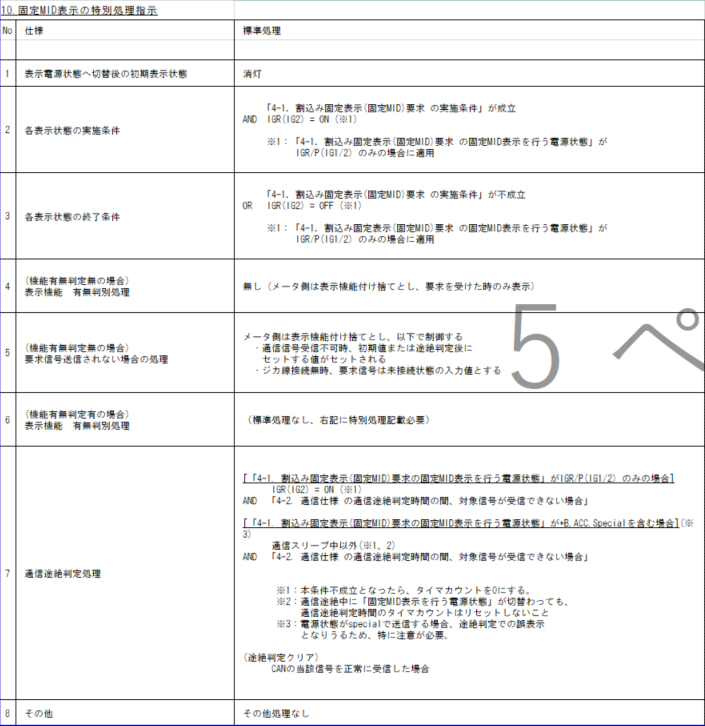 10.固定MID表示の特別処理指示
No 仕様 標準処理
1 表示電源状態へ切替後の初期表示状態 消灯
2 各表示状態の実施条件
「4-1. 割込み固定表示(固定MID)要求 の実施条件」が成立
AND IGR(IG2) = ON (※1)
※1：「4-1. 割込み固定表示(固定MID)要求 の固定MID表示を行う電源状態」が
IGR/P(IG1/2) のみの場合に適用
3 各表示状態の終了条件
「4-1. 割込み固定表示(固定MID)要求 の実施条件」が不成立
OR IGR(IG2) = OFF (※1)
※1：「4-1. 割込み固定表示(固定MID)要求 の固定MID表示を行う電源状態」が
IGR/P(IG1/2) のみの場合に適用
4 (機能有無判定無の場合)
表示機能 有無判別処理
無し（メータ側は表示機能付け捨てとし、要求を受けた時のみ表示）
5 (機能有無判定無の場合)
要求信号送信されない場合の処理
メータ側は表示機能付け捨てとし、以下で制御する
・通信信号受信不可時、初期値または途絶判定後に
セットする値がセットされる
・ジカ線接続無時、要求信号は未接続状態の入力値とする
6 (機能有無判定有の場合)
表示機能 有無判別処理
（標準処理なし、右記に特別処理記載必要）
7 通信途絶判定処理
[「4-1. 割込み固定表示(固定MID)要求の固定MID表示を行う電源状態」がIGR/P(IG1/2) のみの場合]
IGR(IG2) = ON (※1)
AND 「4-2. 通信仕様 の通信途絶判定時間の間、対象信号が受信できない場合」
[「4-1. 割込み固定表示(固定MID)要求の固定MID表示を行う電源状態」が+B,ACC,Specialを含む場合](※
3)
通信スリープ中以外(※1、2)
AND 「4-2. 通信仕様 の通信途絶判定時間の間、対象信号が受信できない場合」
※1：本条件不成立となったら、タイマカウントを0にする。
※2：通信途絶中に「固定MID表示を行う電源状態」が切替わっても、
通信途絶判定時間のタイマカウントはリセットしないこと
※3：電源状態がspecialで送信する場合、途絶判定での誤表示
となりうるため、特に注意が必要。
(途絶判定クリア)
CANの当該信号を正常に受信した場合
8 その他 その他処理なし
5 ペ